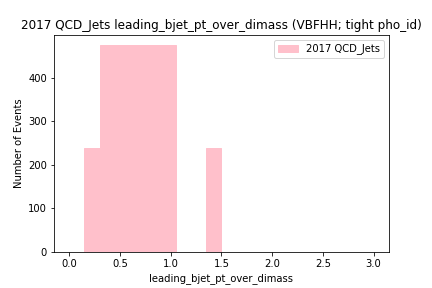 2017 QCD_Jets leading_bjet_pt_over_dimass (VBFHH; tight pho_id)
2017 QCD_Jets
Number of Events
400
300
200
100
0
0.0 0.5 1.0 1.5 2.0 2.5 3.0
leading_bjet_pt_over_dimass